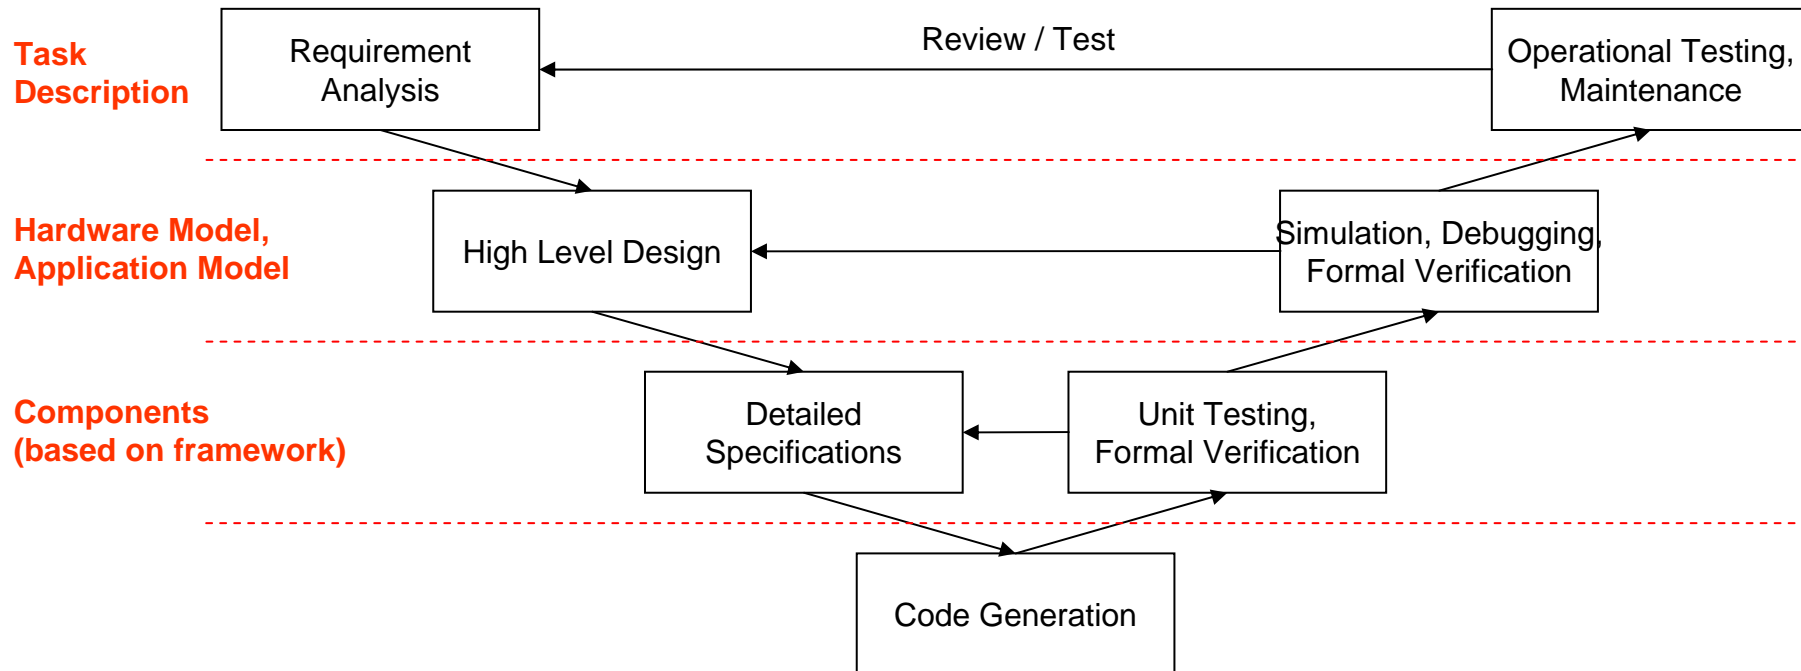 Task
Description
Requirement
Analysis
Review / Test
Operational Testing,
Maintenance
Hardware Model,
Application Model
High Level Design
Simulation, Debugging,
Formal Verification
Components
(based on framework)
Detailed
Specifications
Unit Testing,
Formal Verification
Code Generation